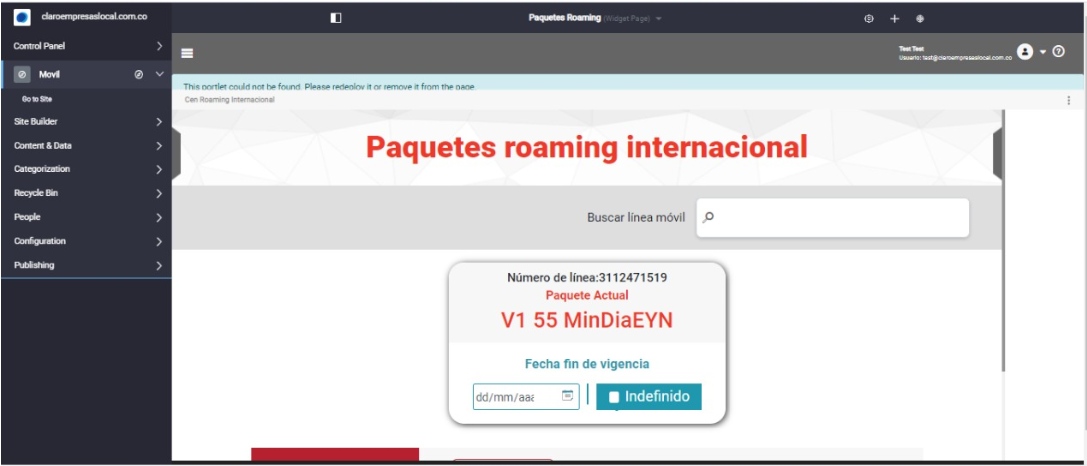 claroempresaslocal.com.co
Paquetes Roaming (Widget Page)
Control Panel
Test Test
Usuario: test@claroempresaslocal.com.co
Movil
Go to Site
This portlet could not be found. Please redeploy it or remove it from the page.
Cen Roaming Internacional
Site Builder
Content & Data
Categorization
Recycle Bin
People
Configuration
Publishing
Paquetes roaming internacional
Buscar línea móvil
Número de línea:3112471519
Paquete Actual
V1 55 MinDiaEYN
Fecha fin de vigencia
dd/mm/aaa
Indefinido